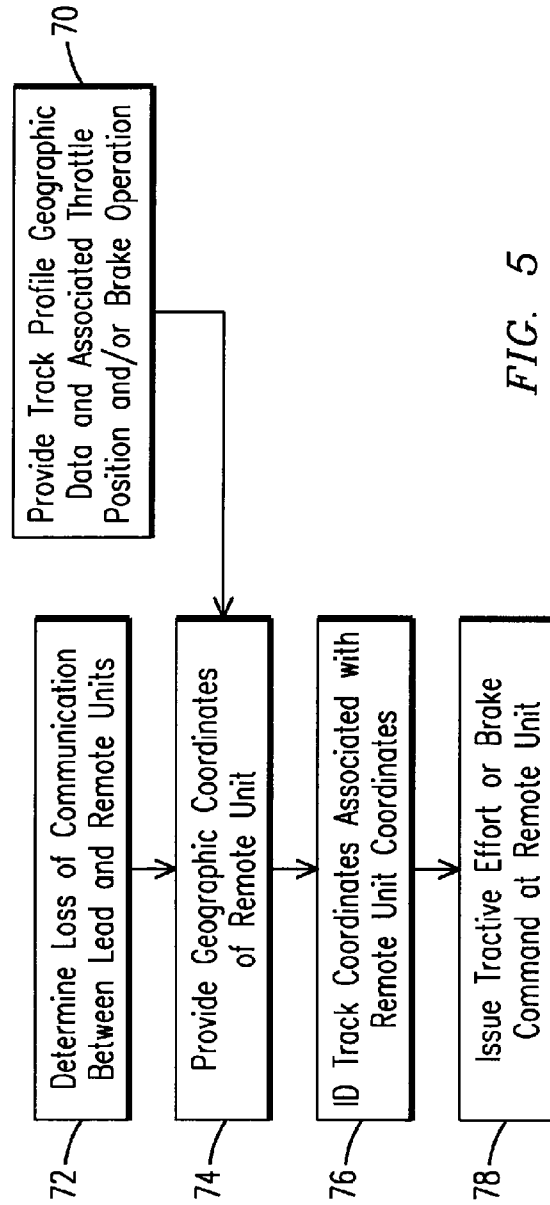 70
Provide Track Profile Geographic
Data and Associated Throttle
Position and/or Brake Operation
72
Determine Loss of Communication
Between Lead and Remote Units
74
Provide Geographic Coordinates
of Remote Unit
76
ID Track Coordinates Associated with
Remote Unit Coordinates
78
Issue Tractive Effort or Brake
Command at Remote Unit
FIG. 5